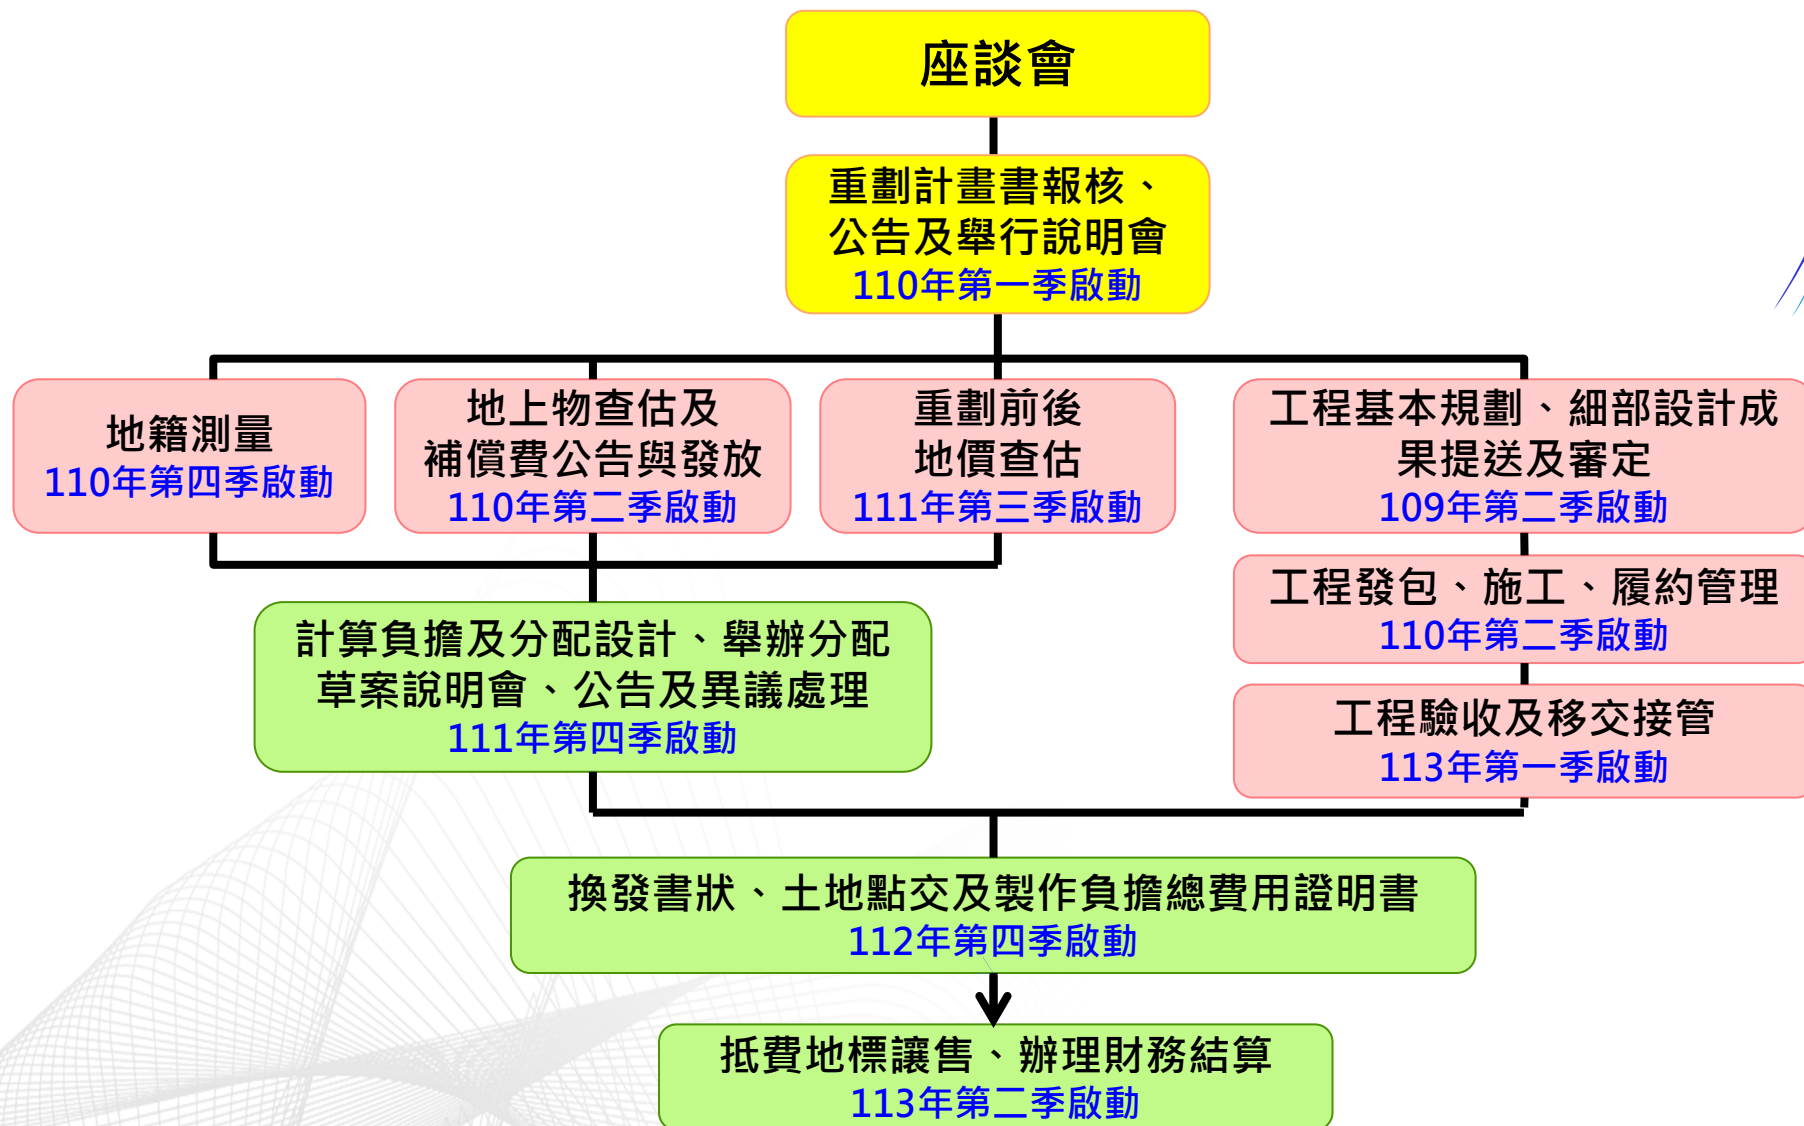 座談會
重劃計畫書報核、
公告及舉行說明會
110年第一季啟動
地籍測量
110年第四季啟動
地上物查估及
補償費公告與發放
110年第二季啟動
重劃前後
地價查估
111年第三季啟動
工程基本規劃、細部設計成
果提送及審定
109年第二季啟動
工程發包、施工、履約管理
110年第二季啟動
工程驗收及移交接管
113年第一季啟動
計算負擔及分配設計、舉辦分配
草案說明會、公告及異議處理
111年第四季啟動
換發書狀、土地點交及製作負擔總費用證明書
112年第四季啟動
抵費地標讓售、辦理財務結算
113年第二季啟動